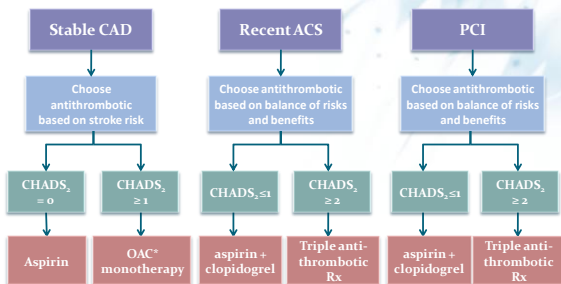 Stable CAD
Recent ACS
PCI
Choose
antithrombotic
based on stroke risk
Choose antithrombotic
based on balance of risks
and benefits
Choose antithrombotic
based on balance of risks
and benefits
CHADS₂
= 0
CHADS₂
≥ 1
CHADS₂≤1
CHADS₂
≥ 2
CHADS₂≤1
CHADS₂
≥ 2
Aspirin
OAC*
monotherapy
aspirin +
clopidogrel
Triple anti-
thrombotic
Rx
aspirin +
clopidogrel
Triple anti-
thrombotic
Rx